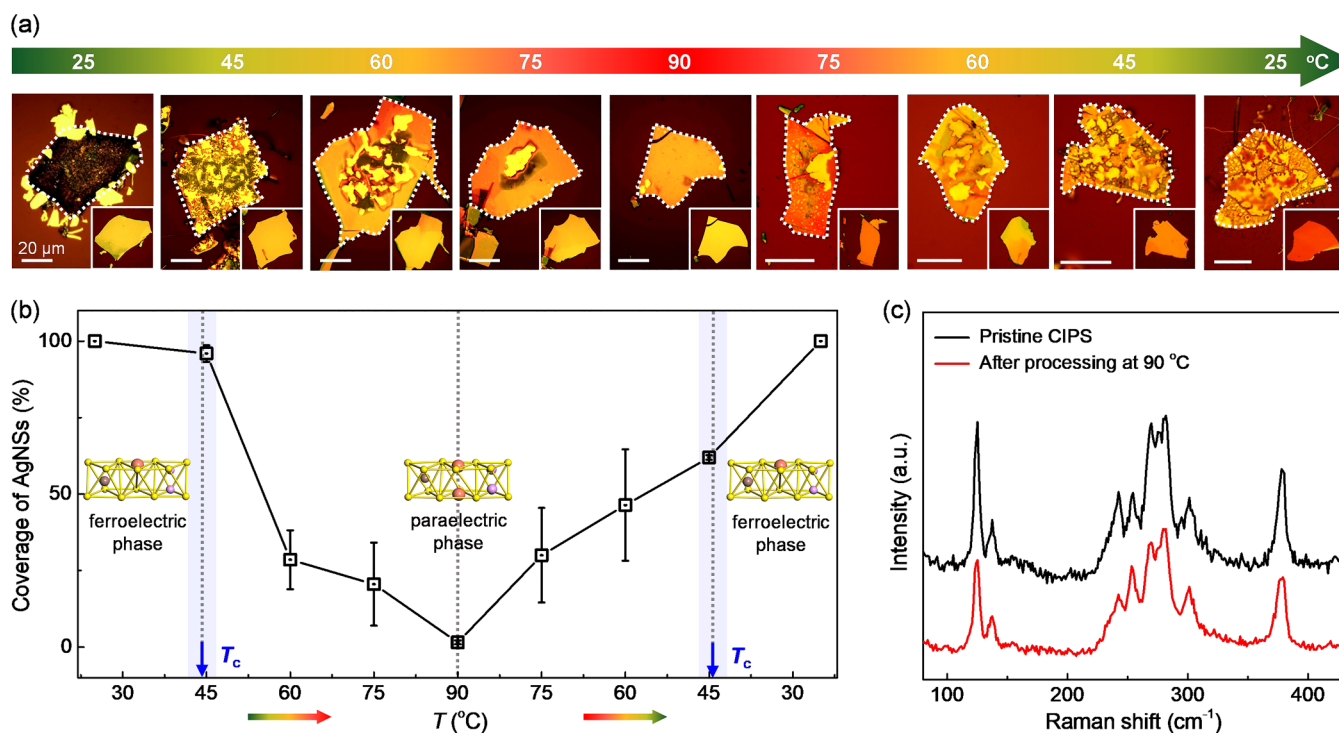 (a)
25 45 60 75 90 75 60 45 25 °C
20 μm
(b)
Coverage of AgNSs (%)
100
50
0
ferroelectric
phase
paraelectric
phase
ferroelectric
phase
Tc
Tc
30 45 60 75 90 75 60 45 30
T (°C)
(c)
Pristine CIPS
After processing at 90 °C
Intensity (a.u.)
100 200 300 400
Raman shift (cm⁻¹)